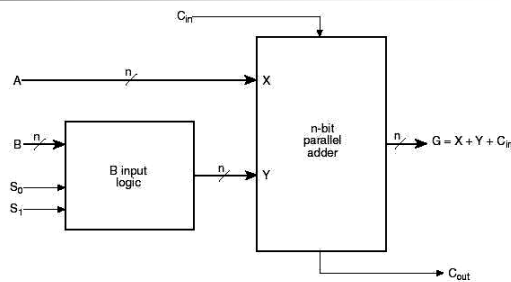 C_in
A
n
X
n-bit
parallel
adder
B
n
B input
logic
n
Y
n
G = X + Y + C_in
S_0
S_1
C_out